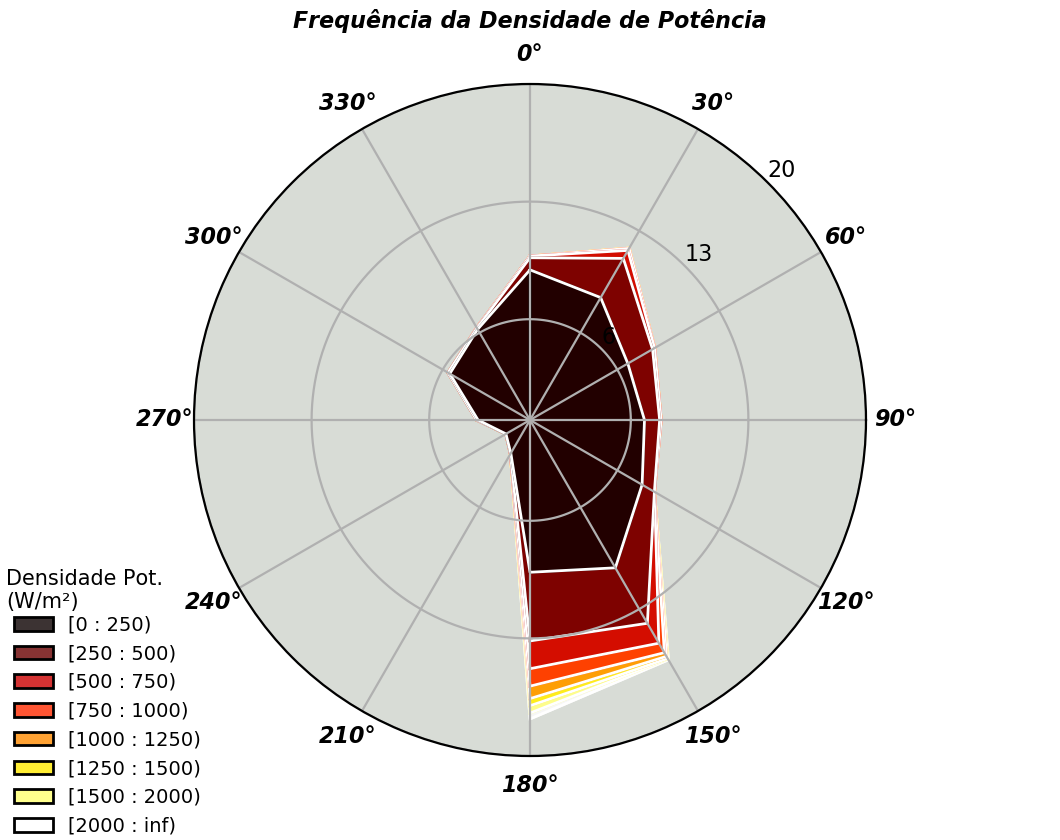 Frequência da Densidade de Potência
0°
330°
30°
20
300°
60°
13
6
270°
90°
Densidade Pot.
(W/m²)
240°
120°
[0 : 250)
[250 : 500)
[500 : 750)
[750 : 1000)
210°
150°
[1000 : 1250)
[1250 : 1500)
180°
[1500 : 2000)
[2000 : inf)